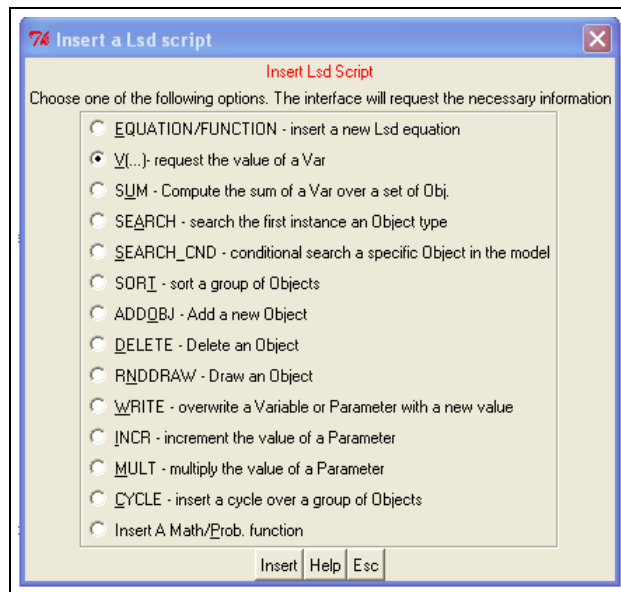 Insert a Lsd script
Insert Lsd Script
Choose one of the following options. The interface will request the necessary information
EQUATION/FUNCTION - insert a new Lsd equation
V(...)- request the value of a Var
SUM - Compute the sum of a Var over a set of Obj.
SEARCH - search the first instance an Object type
SEARCH_CND - conditional search a specific Object in the model
SORT - sort a group of Objects
ADDOBJ - Add a new Object
DELETE - Delete an Object
RNDDRAW - Draw an Object
WRITE - overwrite a Variable or Parameter with a new value
INCR - increment the value of a Parameter
MULT - multiply the value of a Parameter
CYCLE - insert a cycle over a group of Objects
Insert A Math/Prob. function
Insert Help Esc